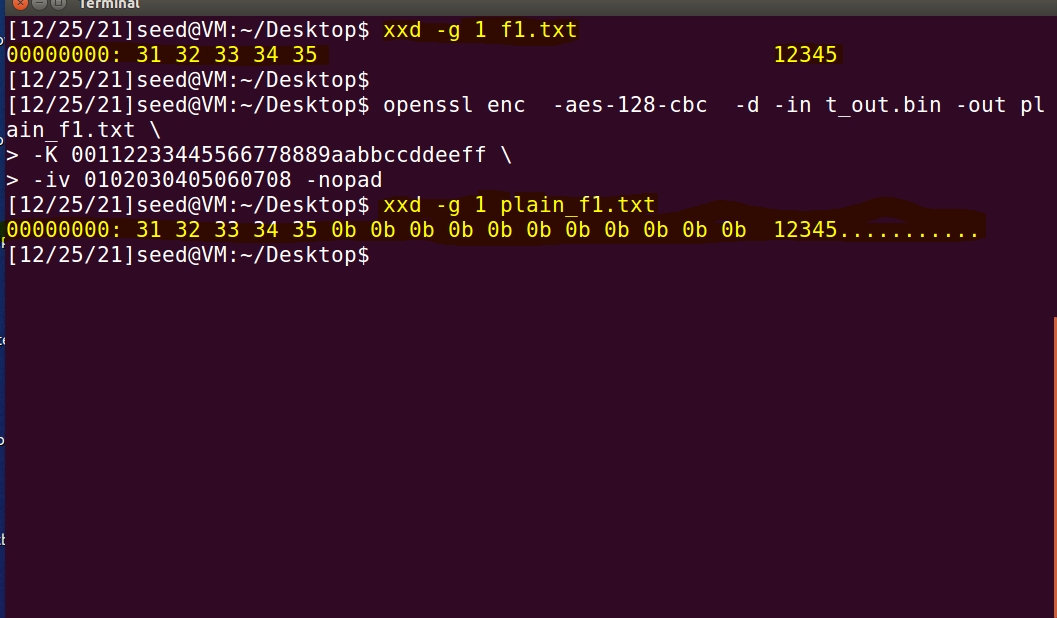 Terminal
[12/25/21]seed@VM:~/Desktop$ xxd -g 1 f1.txt
00000000: 31 32 33 34 35                                   12345
[12/25/21]seed@VM:~/Desktop$
[12/25/21]seed@VM:~/Desktop$ openssl enc  -aes-128-cbc  -d -in t_out.bin -out pl
ain_f1.txt \
> -K 00112233445566778889aabbccddeeff \
> -iv 0102030405060708 -nopad
[12/25/21]seed@VM:~/Desktop$ xxd -g 1 plain_f1.txt
00000000: 31 32 33 34 35 0b 0b 0b 0b 0b 0b 0b 0b 0b 0b 0b  12345...........
[12/25/21]seed@VM:~/Desktop$